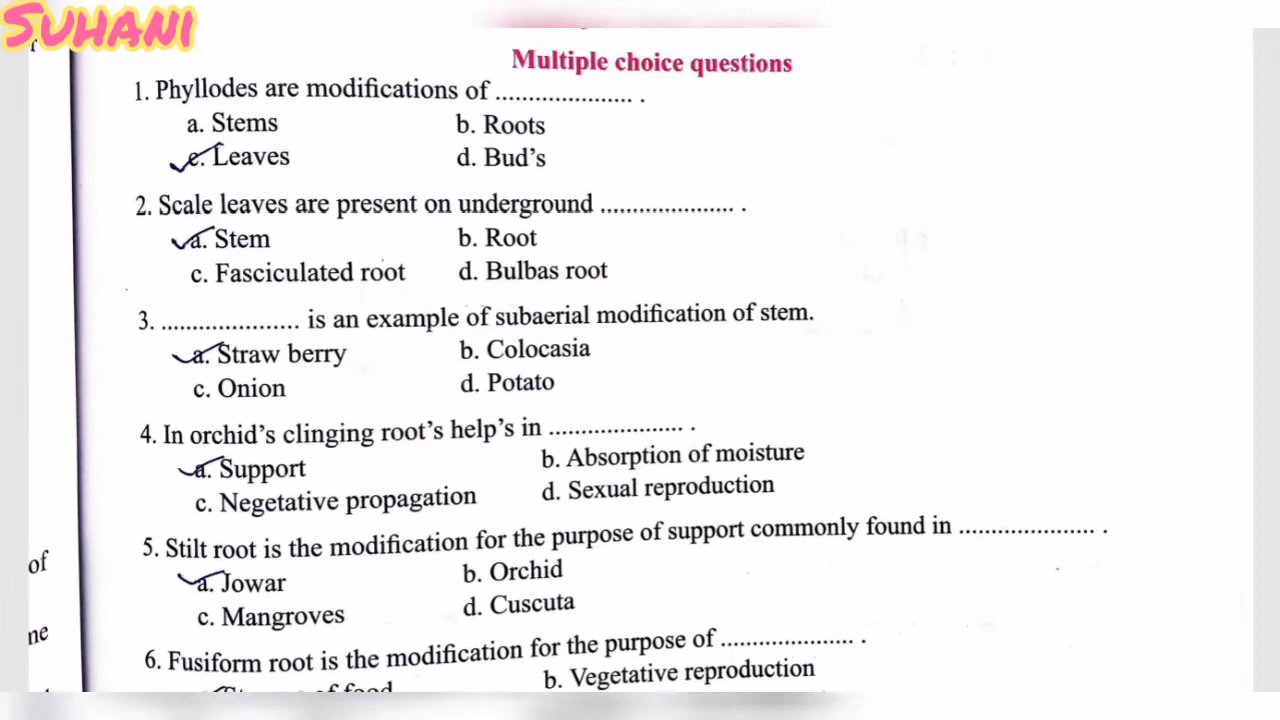 SUHANI
Multiple choice questions
1. Phyllodes are modifications of ..................... .
a. Stems b. Roots
c. Leaves d. Bud's
2. Scale leaves are present on underground ..................... .
a. Stem b. Root
c. Fasciculated root d. Bulbas root
3. ...................... is an example of subaerial modification of stem.
a. Straw berry b. Colocasia
c. Onion d. Potato
4. In orchid's clinging root's help's in ..................... .
a. Support b. Absorption of moisture
c. Negetative propagation d. Sexual reproduction
of
5. Stilt root is the modification for the purpose of support commonly found in ..................... .
a. Jowar b. Orchid
c. Mangroves d. Cuscuta
ne
6. Fusiform root is the modification for the purpose of ..................... .
of food b. Vegetative reproduction